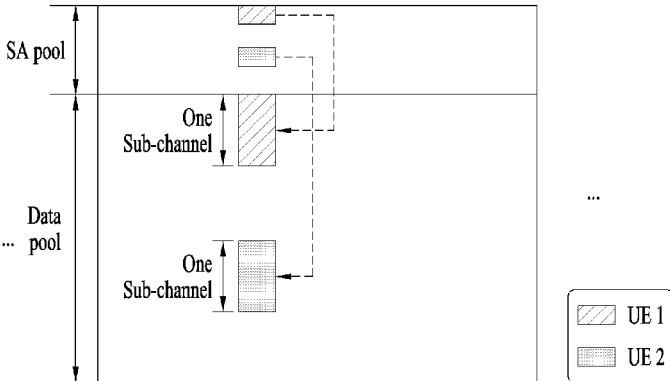 SA pool
One
Sub-channel
Data
pool
...
...
One
Sub-channel
UE 1
UE 2